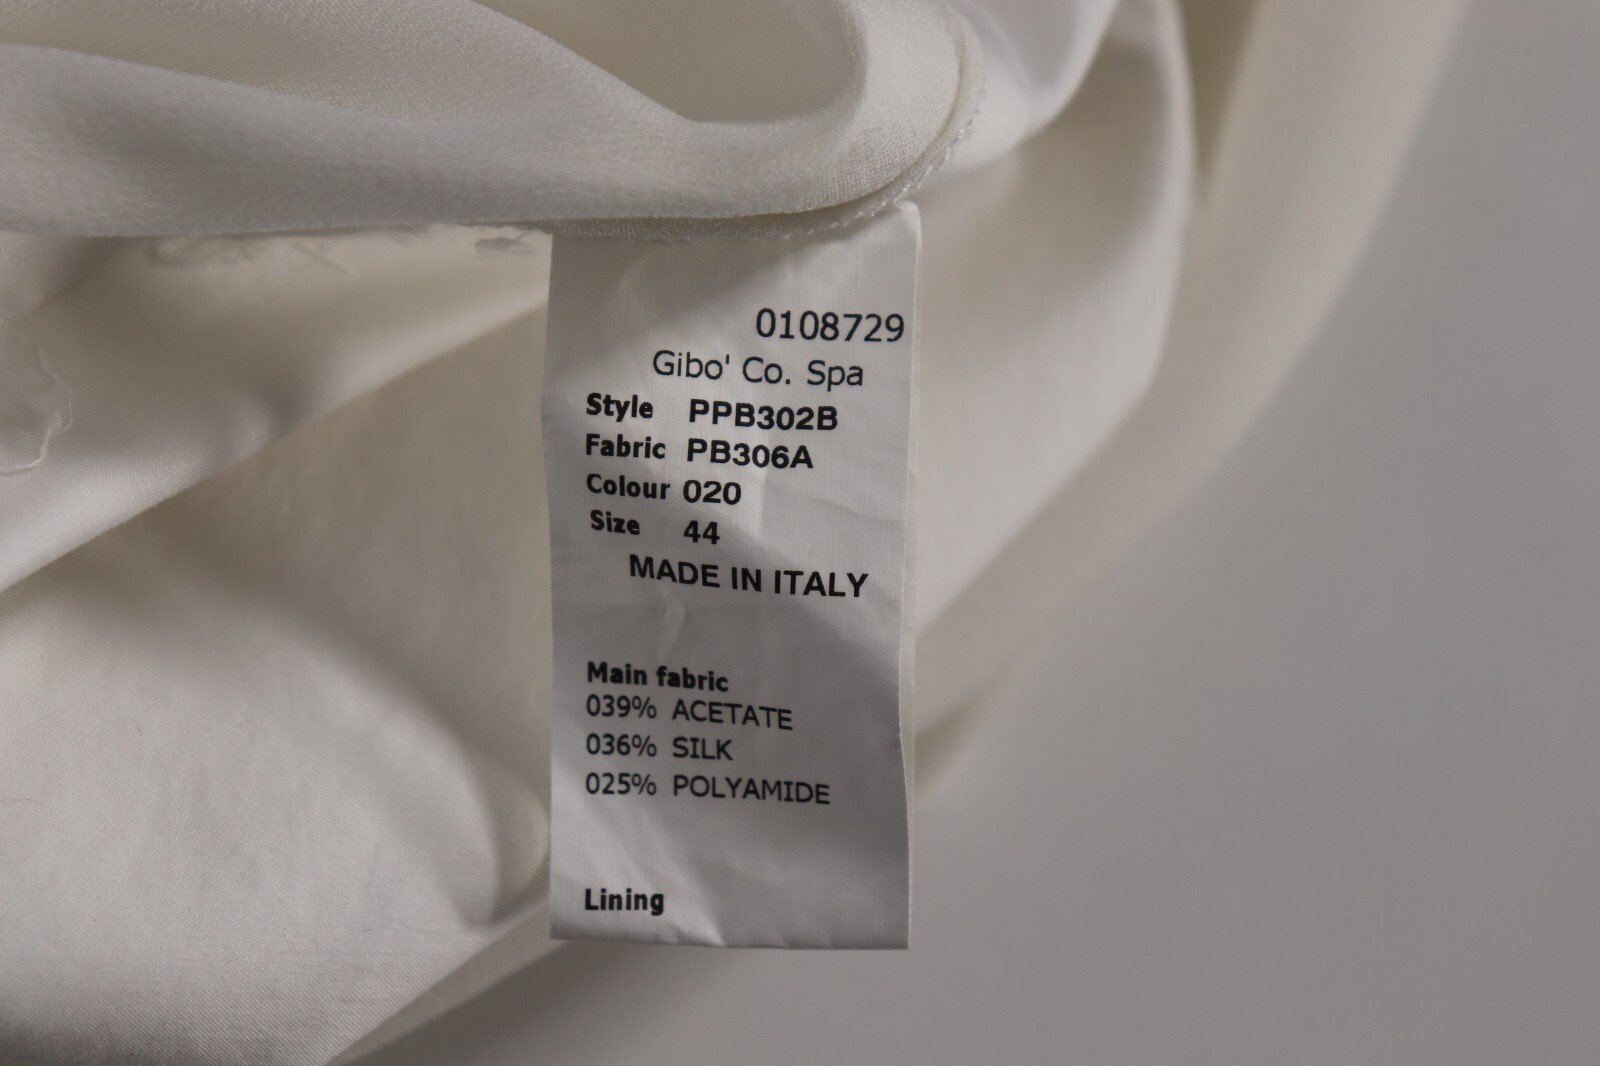 0108729
Gibo' Co. Spa
Style PPB302B
Fabric PB306A
Colour 020
Size 44
MADE IN ITALY
Main fabric
039% ACETATE
036% SILK
025% POLYAMIDE
Lining